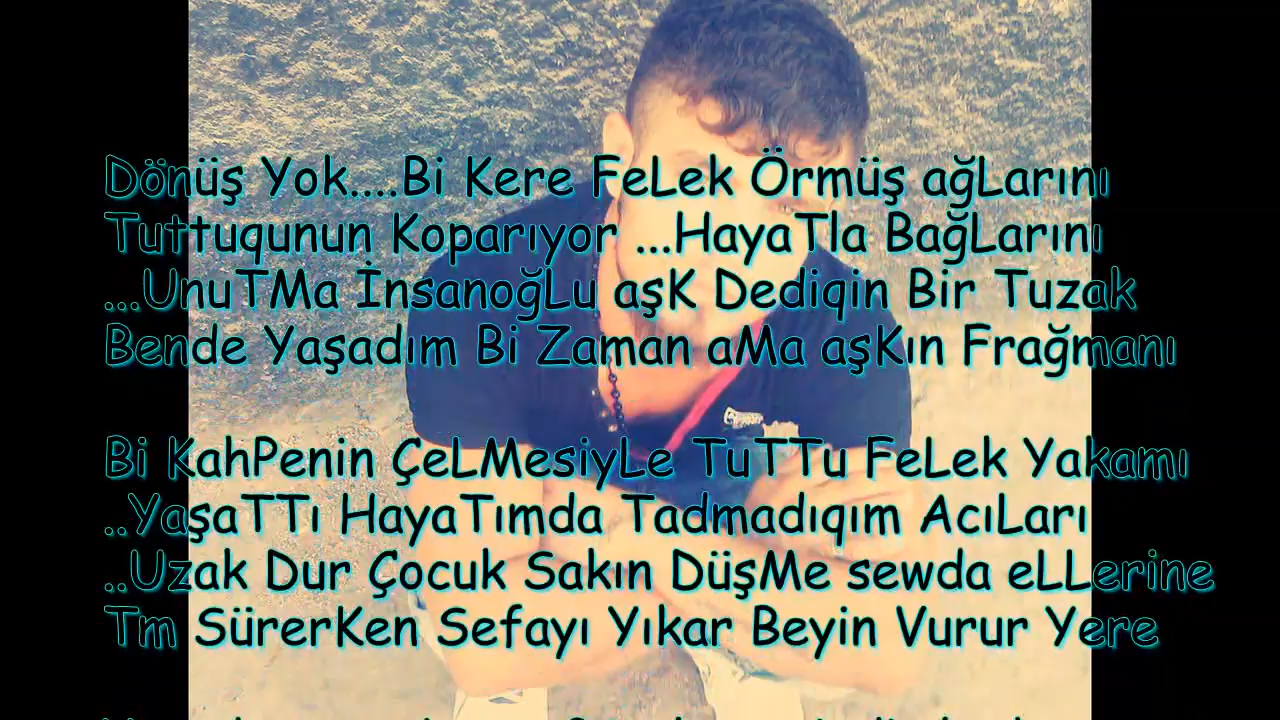 Dönüş Yok....Bi Kere FeLek Örmüş ağLarını
Tuttuqunun Koparıyor ...HayaTla BağLarını
...UnuTMa İnsanoğLu aşK Dediqin Bir Tuzak
Bende Yaşadım Bi Zaman aMa aşKın Frağmanı
Bi KahPenin ÇeLMesiyLe TuTTu FeLek Yakamı
..YaşaTTı HayaTımda Tadmadıqım AcıLarı
..Uzak Dur Çocuk Sakın DüşMe sewda eLLerine
Tm SürerKen Sefayı Yıkar Beyin Vurur Yere